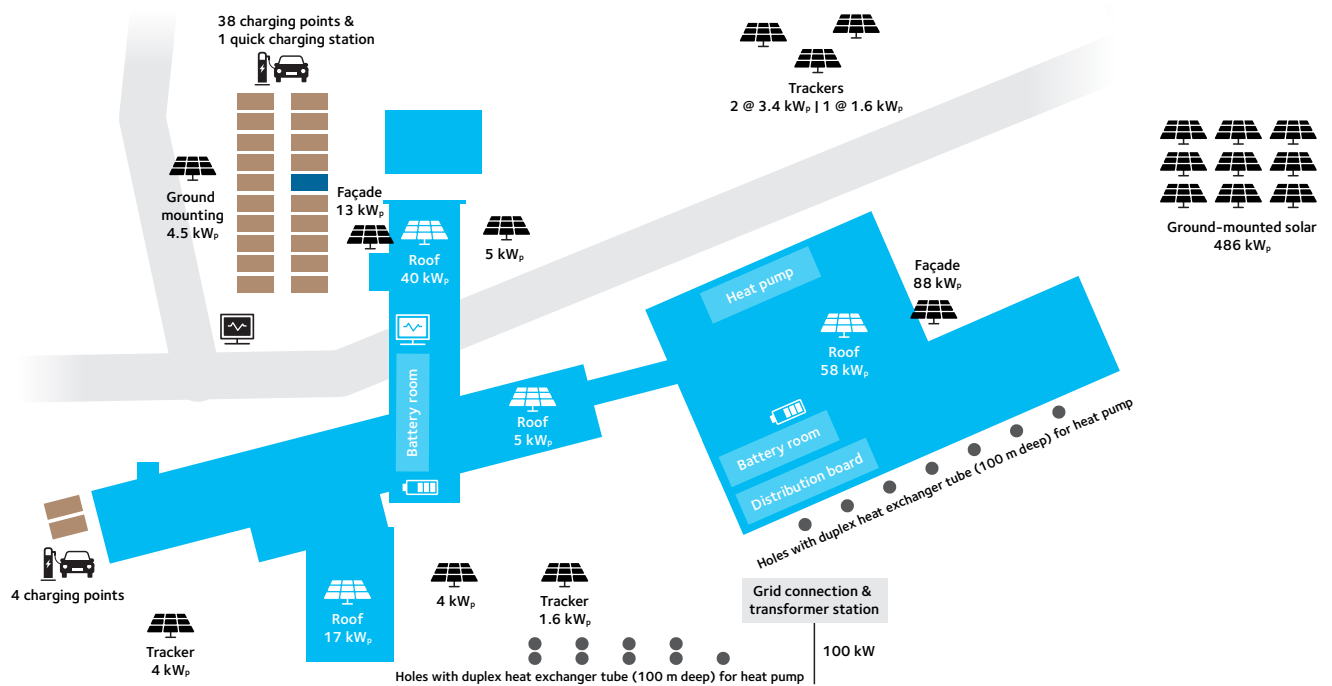 38 charging points &
1 quick charging station
Trackers
2 @ 3.4 kWₚ | 1 @ 1.6 kWₚ
Ground
mounting
4.5 kWₚ
Façade
13 kWₚ
Roof
40 kWₚ
5 kWₚ
Ground-mounted solar
486 kWₚ
Heat pump
Façade
88 kWₚ
Roof
58 kWₚ
Battery room
Roof
5 kWₚ
Battery room
Distribution board
Holes with duplex heat exchanger tube (100 m deep) for heat pump
4 charging points
Tracker
4 kWₚ
Roof
17 kWₚ
4 kWₚ
Tracker
1.6 kWₚ
Grid connection &
transformer station
100 kW
Holes with duplex heat exchanger tube (100 m deep) for heat pump